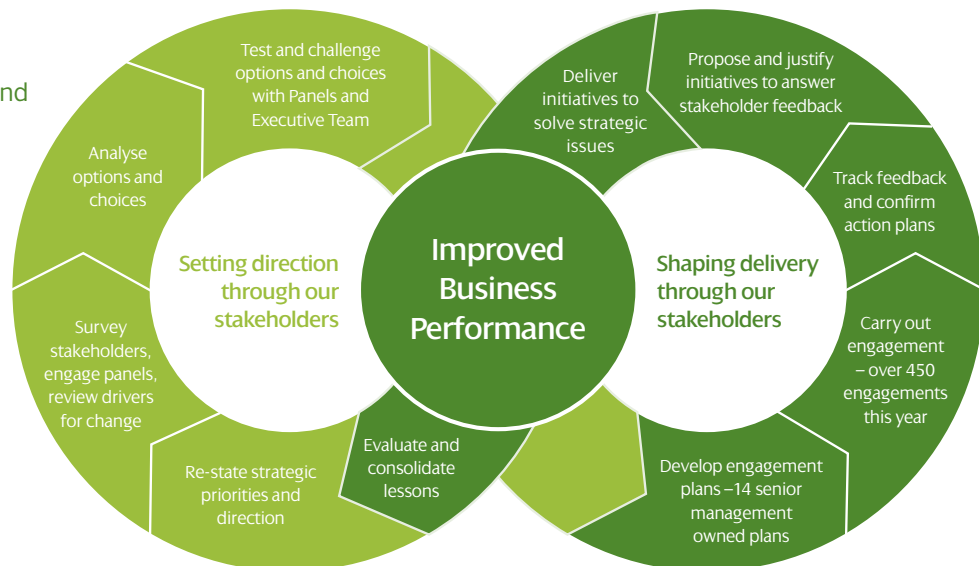 nd
Test and challenge
options and choices
with Panels and
Executive Team
Analyse
options and
choices
Survey
stakeholders,
engage panels,
review drivers
for change
Re-state strategic
priorities and
direction
Evaluate and
consolidate
lessons
Setting direction
through our
stakeholders
Improved
Business
Performance
Shaping delivery
through our
stakeholders
Deliver
initiatives to
solve strategic
issues
Propose and justify
initiatives to answer
stakeholder feedback
Track feedback
and confirm
action plans
Carry out
engagement
– over 450
engagements
this year
Develop engagement
plans –14 senior
management
owned plans